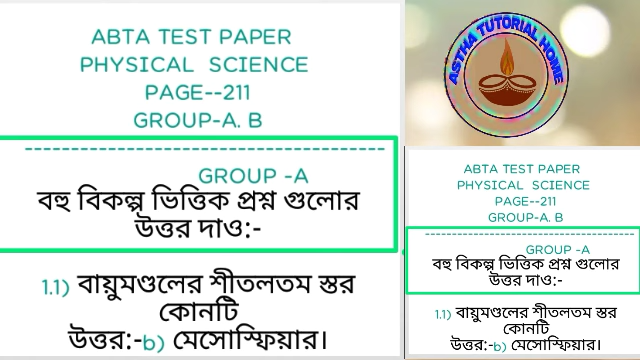 ABTA TEST PAPER
PHYSICAL SCIENCE
PAGE--211
GROUP-A. B
GROUP -A
বহু বিকল্প ভিত্তিক প্রশ্ন গুলোর
উত্তর দাও:-
1.1) বায়ুমণ্ডলের শীতলতম স্তর
কোনটি
উত্তর:-b) মেসোস্ফিয়ার।
ASTHA TUTORIAL HOME
ABTA TEST PAPER
PHYSICAL SCIENCE
PAGE--211
GROUP-A. B
GROUP -A
বহু বিকল্প ভিত্তিক প্রশ্ন গুলোর
উত্তর দাও:-
1.1) বায়ুমণ্ডলের শীতলতম স্তর
কোনটি
উত্তর:-b) মেসোস্ফিয়ার।